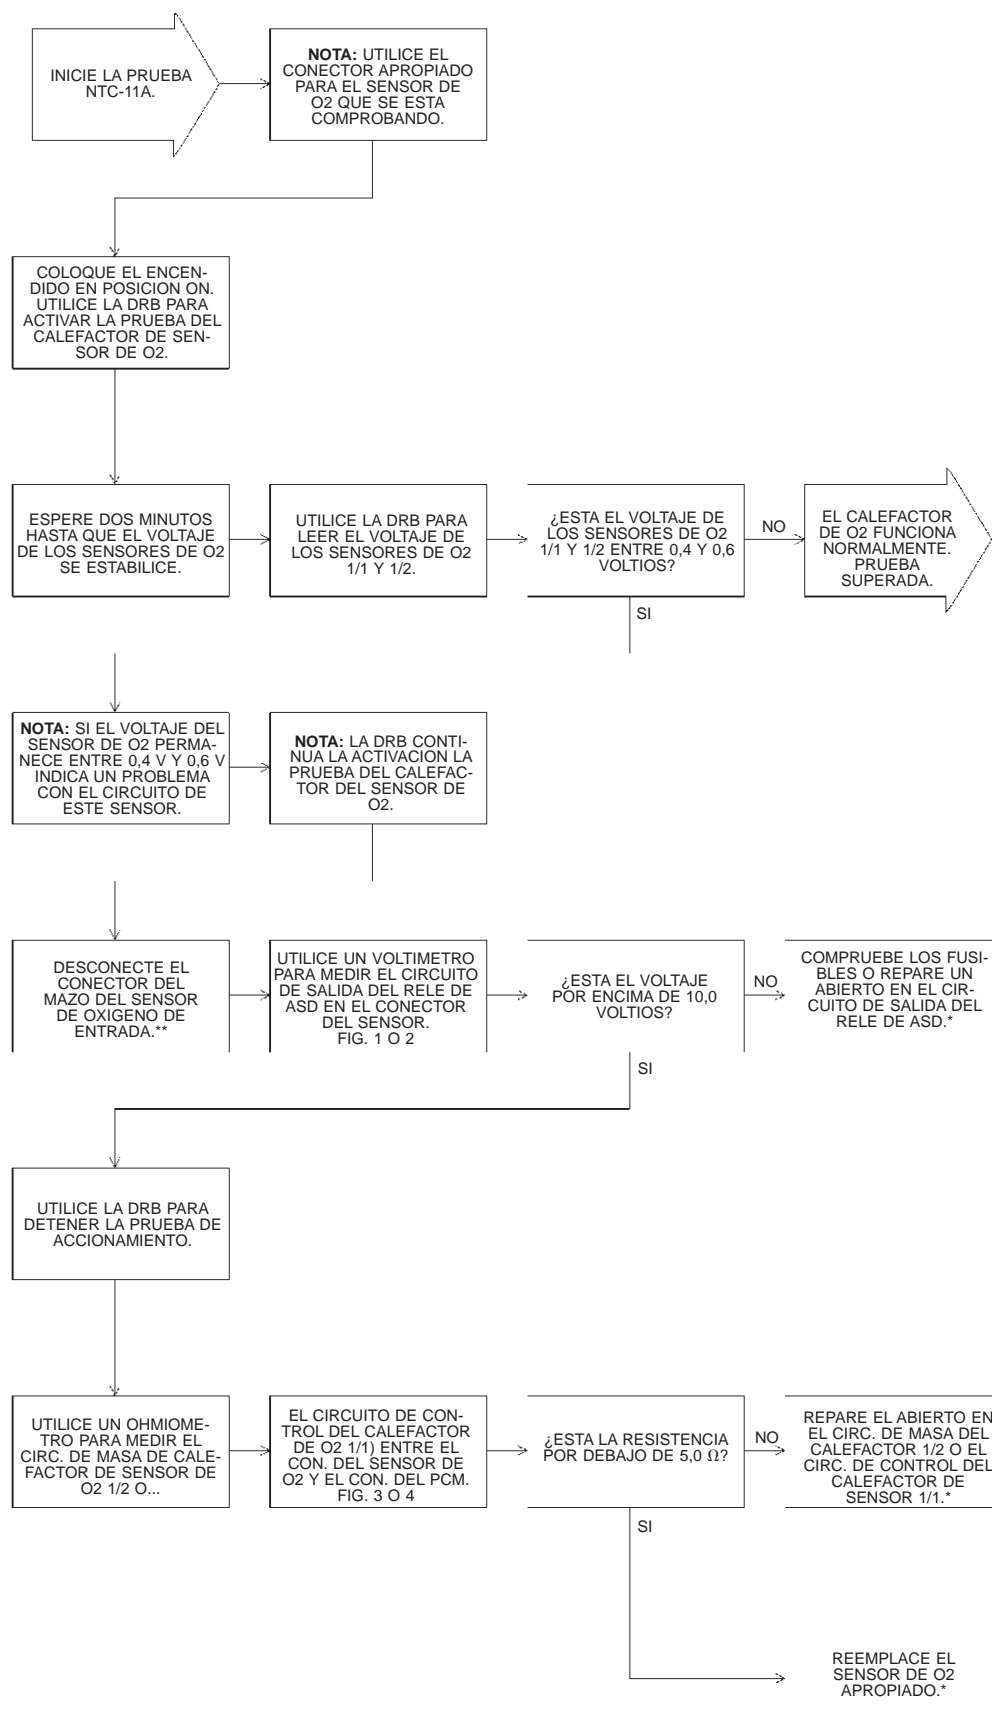 INICIE LA PRUEBA
NTC-11A.
NOTA: UTILICE EL
CONECTOR APROPIADO
PARA EL SENSOR DE
O2 QUE SE ESTA
COMPROBANDO.
COLOQUE EL ENCEN-
DIDO EN POSICION ON.
UTILICE LA DRB PARA
ACTIVAR LA PRUEBA DEL
CALEFACTOR DE SEN-
SOR DE O2.
ESPERE DOS MINUTOS
HASTA QUE EL VOLTAJE
DE LOS SENSORES DE O2
SE ESTABILICE.
UTILICE LA DRB PARA
LEER EL VOLTAJE DE
LOS SENSORES DE O2
1/1 Y 1/2.
¿ESTA EL VOLTAJE DE
LOS SENSORES DE O2
1/1 Y 1/2 ENTRE 0,4 Y 0,6
VOLTIOS?
NO
EL CALEFACTOR
DE O2 FUNCIONA
NORMALMENTE.
PRUEBA
SUPERADA.
SI
NOTA: SI EL VOLTAJE DEL
SENSOR DE O2 PERMA-
NECE ENTRE 0,4 V Y 0,6 V
INDICA UN PROBLEMA
CON EL CIRCUITO DE
ESTE SENSOR.
NOTA: LA DRB CONTI-
NUA LA ACTIVACION LA
PRUEBA DEL CALEFAC-
TOR DEL SENSOR DE
O2.
DESCONECTE EL
CONECTOR DEL
MAZO DEL SENSOR
DE OXIGENO DE
ENTRADA.**
UTILICE UN VOLTIMETRO
PARA MEDIR EL CIRCUITO
DE SALIDA DEL RELE DE
ASD EN EL CONECTOR
DEL SENSOR.
FIG. 1 O 2
¿ESTA EL VOLTAJE
POR ENCIMA DE 10,0
VOLTIOS?
NO
COMPRUEBE LOS FUSI-
BLES O REPARE UN
ABIERTO EN EL CIR-
CUITO DE SALIDA DEL
RELE DE ASD.*
SI
UTILICE LA DRB PARA
DETENER LA PRUEBA DE
ACCIONAMIENTO.
UTILICE UN OHMIOME-
TRO PARA MEDIR EL
CIRC. DE MASA DE CALE-
FACTOR DE SENSOR DE
O2 1/2 O...
EL CIRCUITO DE CON-
TROL DEL CALEFACTOR
DE O2 1/1) ENTRE EL
CON. DEL SENSOR DE
O2 Y EL CON. DEL PCM.
FIG. 3 O 4
¿ESTA LA RESISTENCIA
POR DEBAJO DE 5,0 Ω?
NO
REPARE EL ABIERTO EN
EL CIRC. DE MASA DEL
CALEFACTOR 1/2 O EL
CIRC. DE CONTROL DEL
CALEFACTOR DE
SENSOR 1/1.*
SI
REEMPLACE EL
SENSOR DE O2
APROPIADO.*